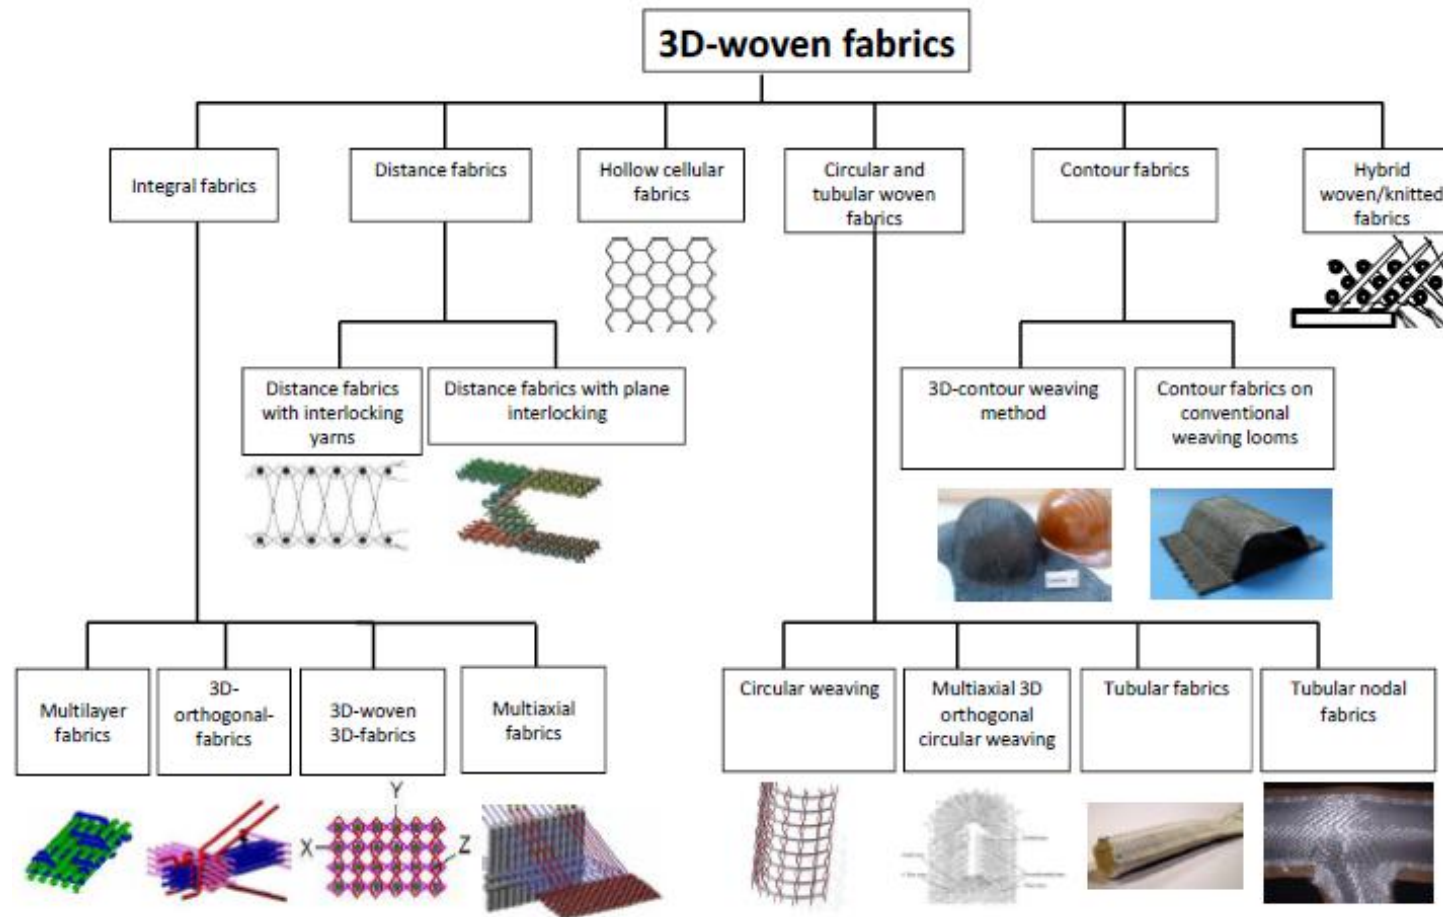 3D-woven fabrics
Integral fabrics
Distance fabrics
Hollow cellular
fabrics
Circular and
tubular woven
fabrics
Contour fabrics
Hybrid
woven/knitted
fabrics
Distance fabrics
with interlocking
yarns
Distance fabrics with plane
interlocking
3D-contour weaving
method
Contour fabrics on
conventional
weaving looms
Multilayer
fabrics
3D-
orthogonal-
fabrics
3D-woven
3D-fabrics
Multiaxial
fabrics
Circular weaving
Multiaxial 3D
orthogonal
circular weaving
Tubular fabrics
Tubular nodal
fabrics
Y
X
Z